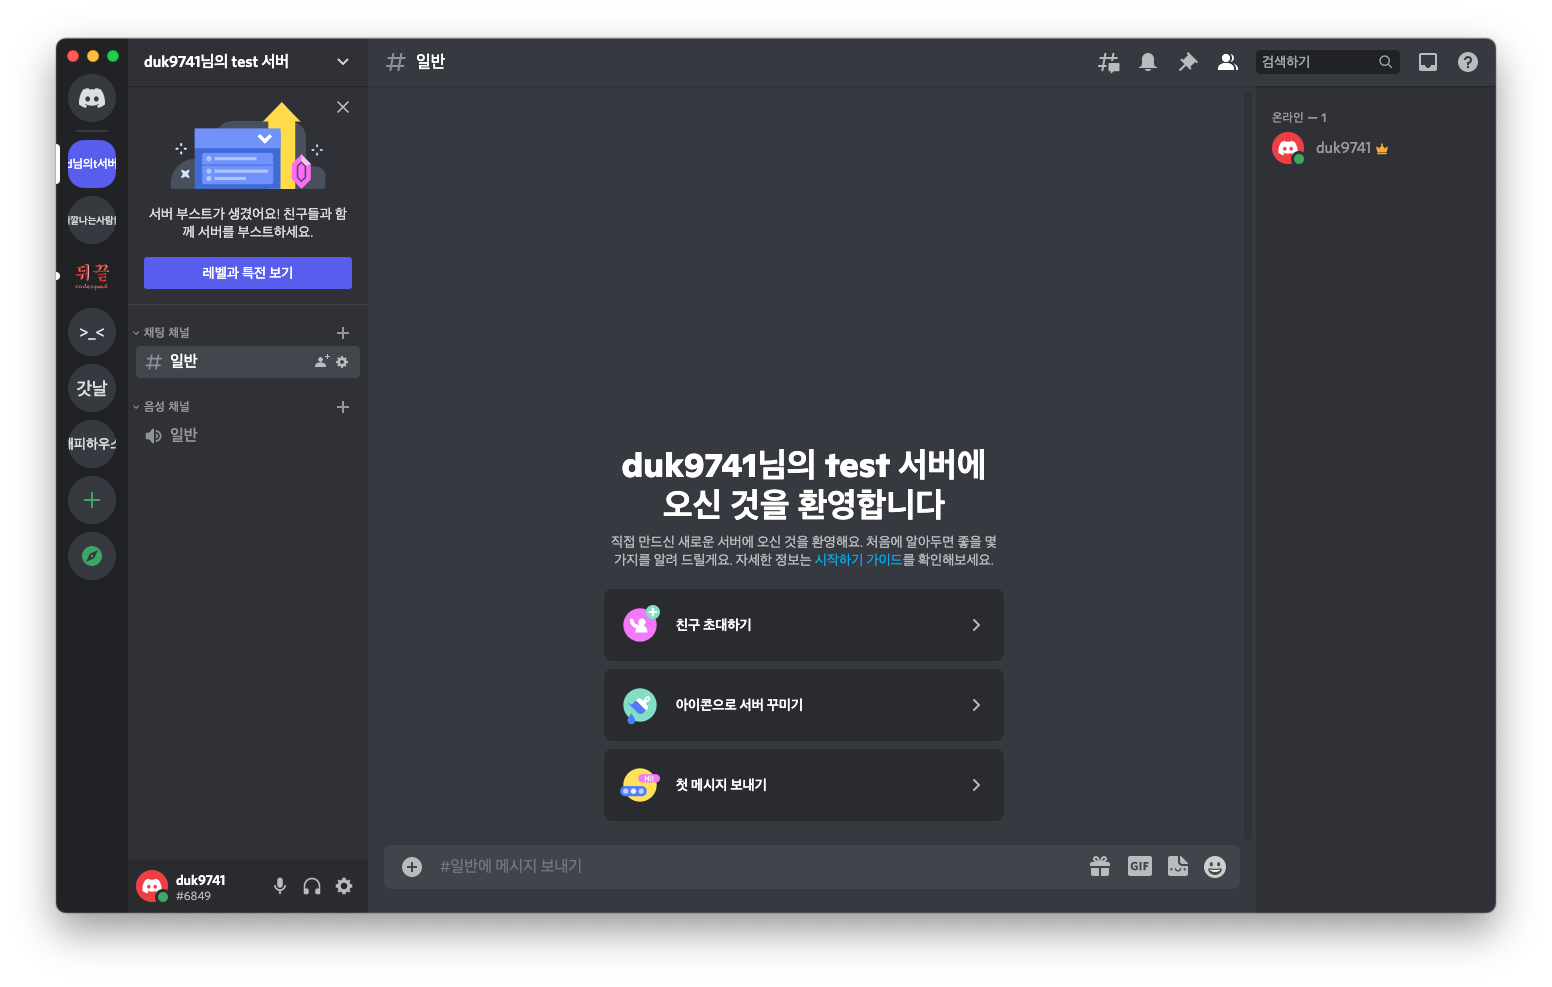 duk9741님의 test 서버
일반
검색하기
님의t서버
깔나는사람
뒤끌
codesquad
>_<
갓날
피하우스
서버 부스트가 생겼어요! 친구들과 함
께 서버를 부스트하세요.
레벨과 특전 보기
채팅 채널
일반
음성 채널
일반
duk9741님의 test 서버에
오신 것을 환영합니다
직접 만드신 새로운 서버에 오신 것을 환영해요. 처음에 알아두면 좋을 몇
가지를 알려 드릴게요. 자세한 정보는 시작하기 가이드를 확인해보세요.
친구 초대하기
아이콘으로 서버 꾸미기
Hi!
첫 메시지 보내기
#일반에 메시지 보내기
GIF
온라인 — 1
duk9741
duk9741
#6849